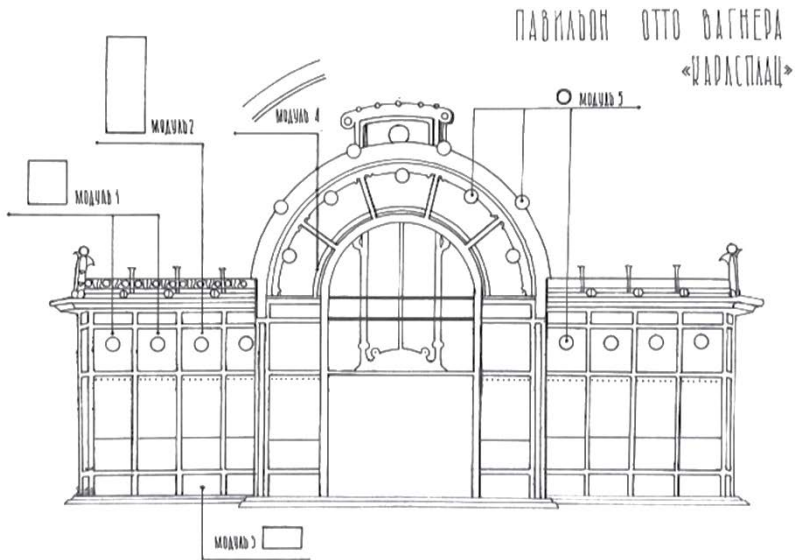 ПАВИЛЬОН ОТТО ВАГНЕРА
«КАРЛСПЛАЦ»
МОДУЛЬ 5
МОДУЛЬ 4
МОДУЛЬ 2
МОДУЛЬ 1
МОДУЛЬ 3